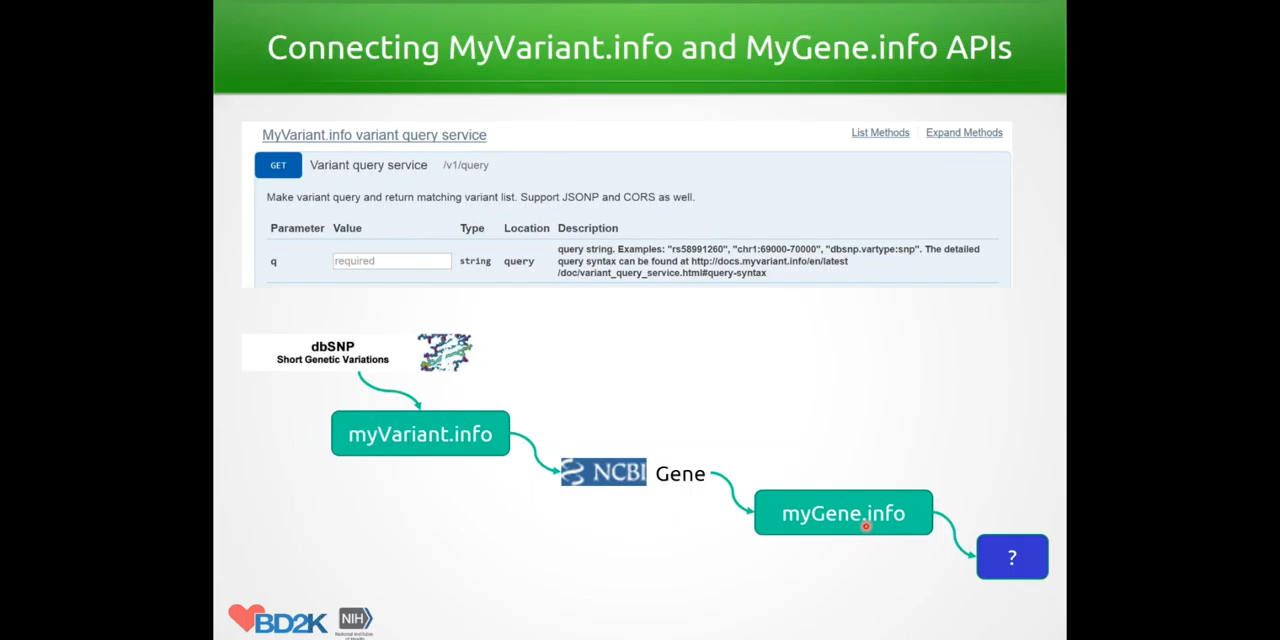 Connecting MyVariant.info and MyGene.info APIs
MyVariant.info variant query service
List Methods
Expand Methods
GET
Variant query service
/v1/query
Make variant query and return matching variant list. Support JSONP and CORS as well.
Parameter Value Type Location Description
q required string query
query string. Examples: "rs58991260", "chr1:69000-70000", "dbsnp.vartype:snp". The detailed
query syntax can be found at http://docs.myvariant.info/en/latest
/doc/variant_query_service.html#query-syntax
dbSNP
Short Genetic Variations
myVariant.info
NCBI Gene
myGene.info
?
BD2K
NIH
National Institutes
of Health